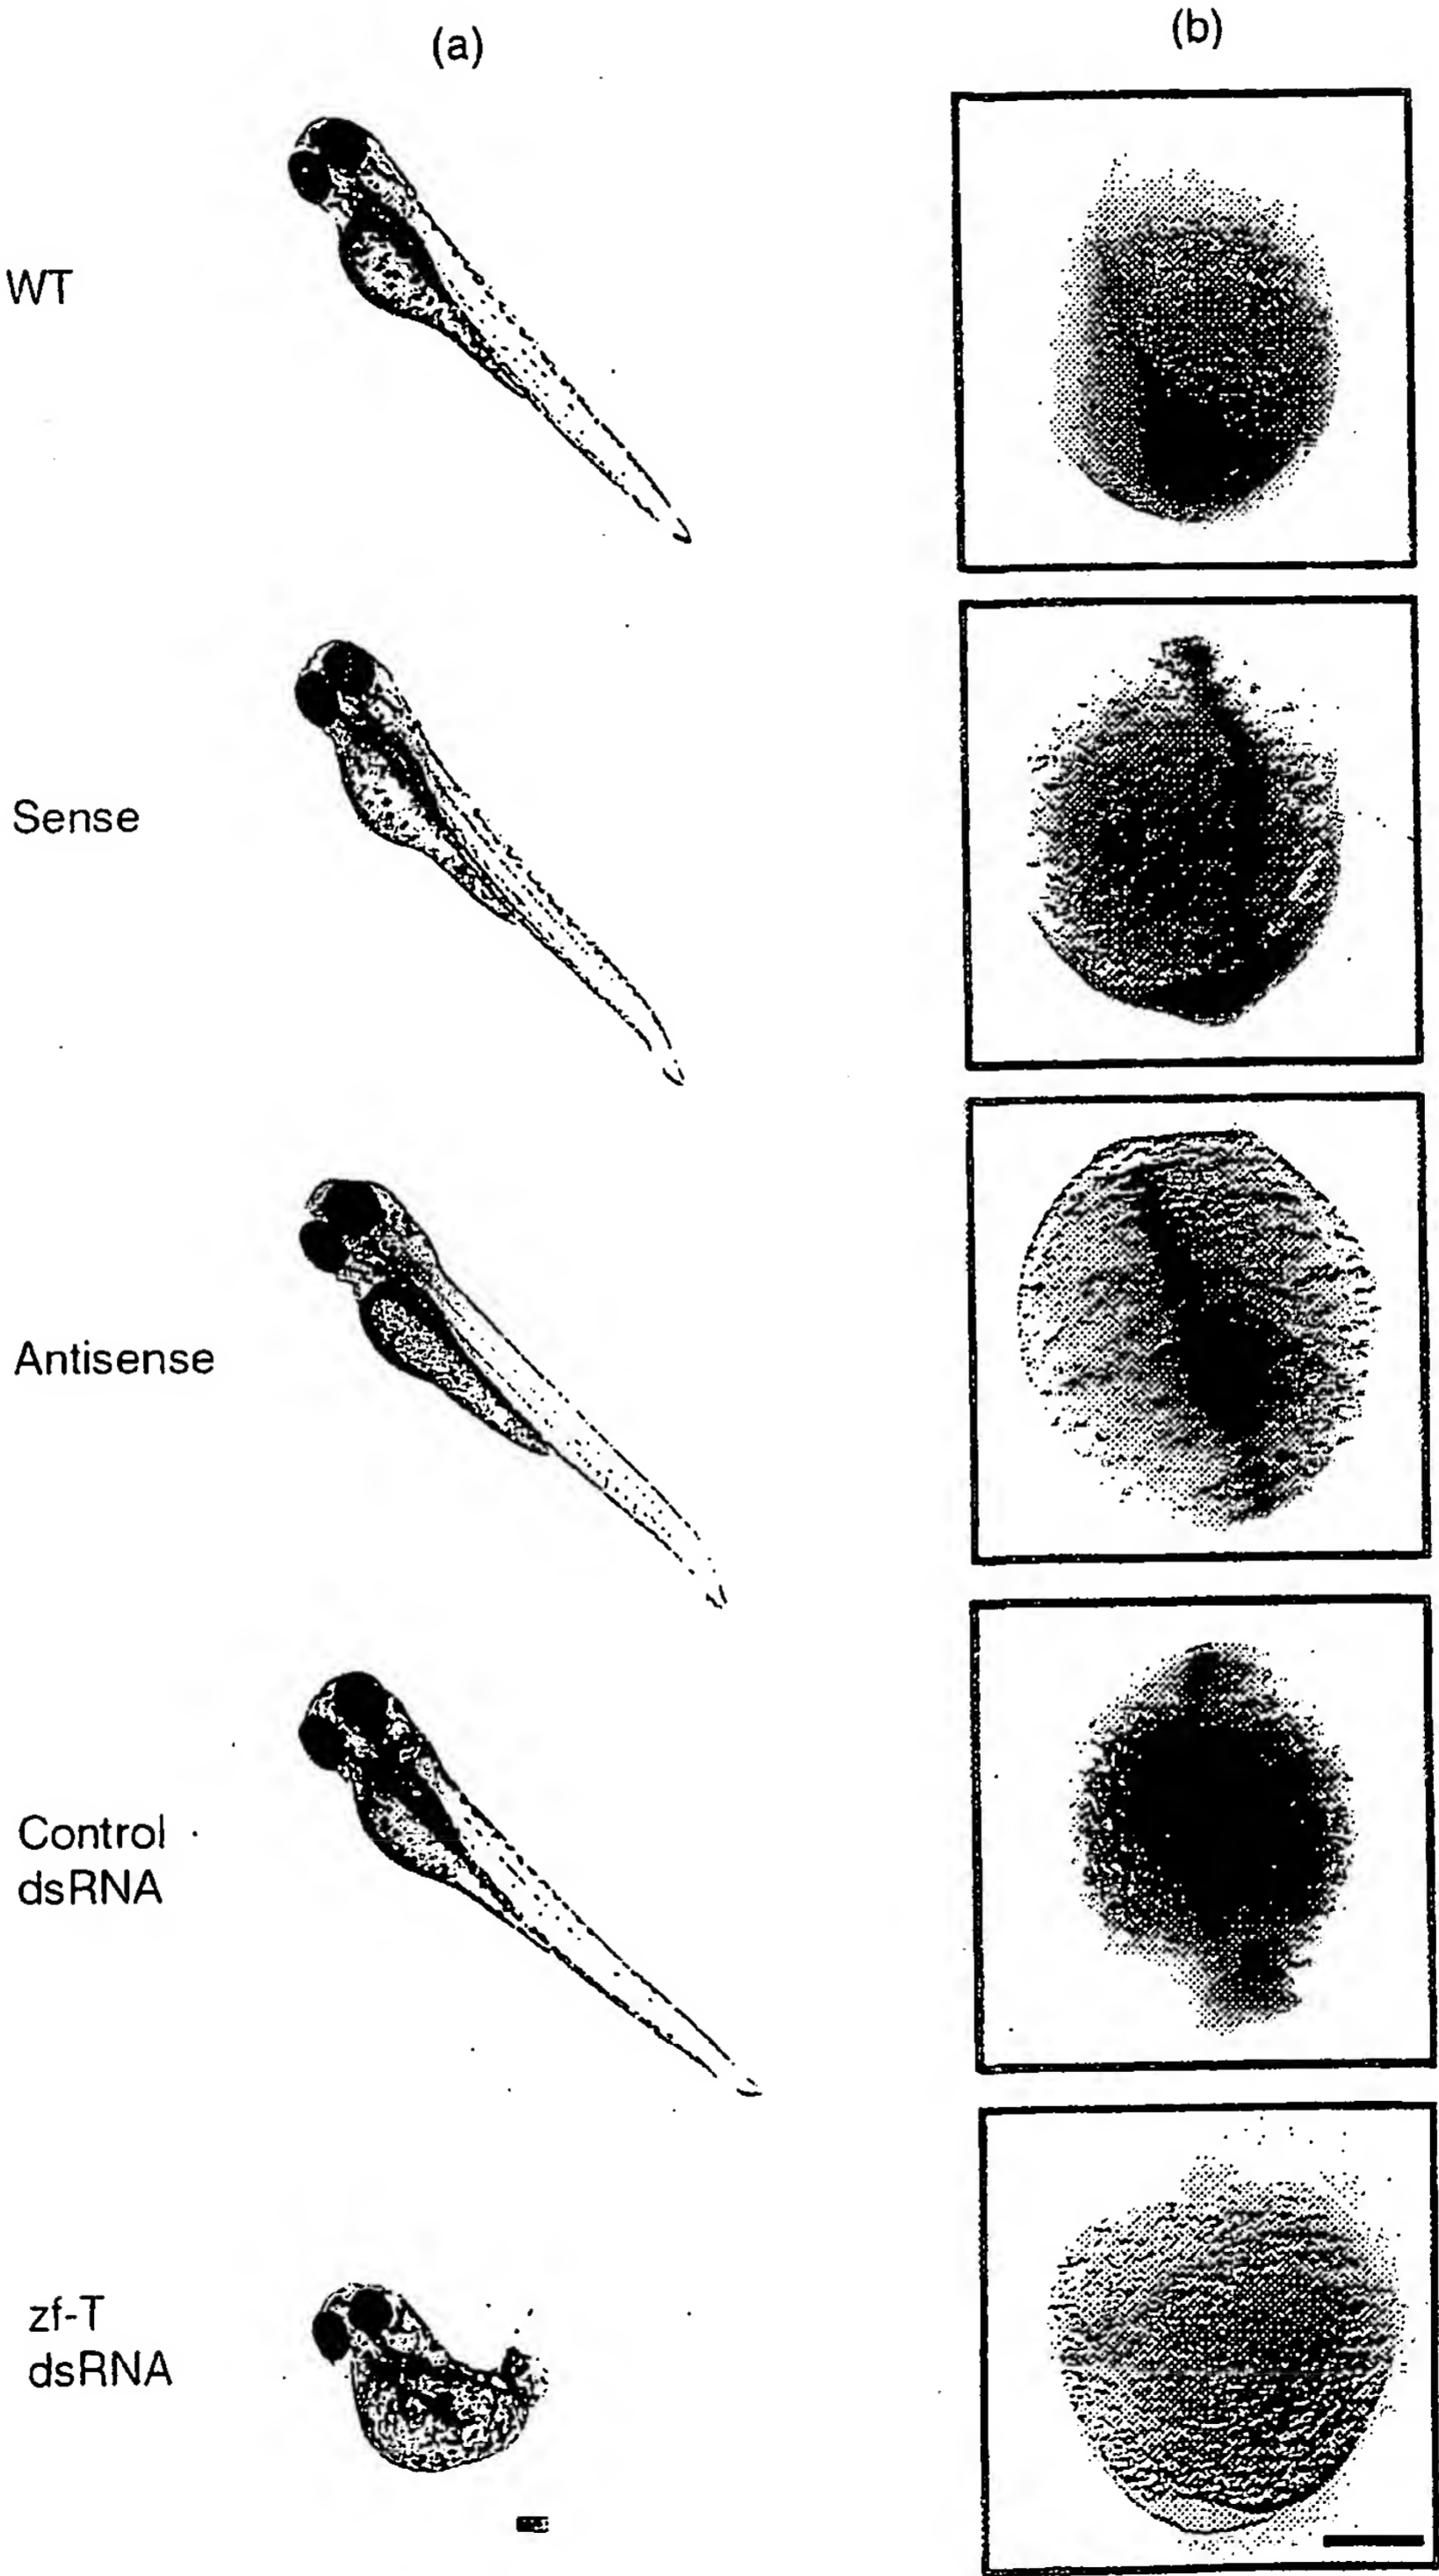 (a)
(b)
WT
Sense
Antisense
Control
dsRNA
zf-T
dsRNA